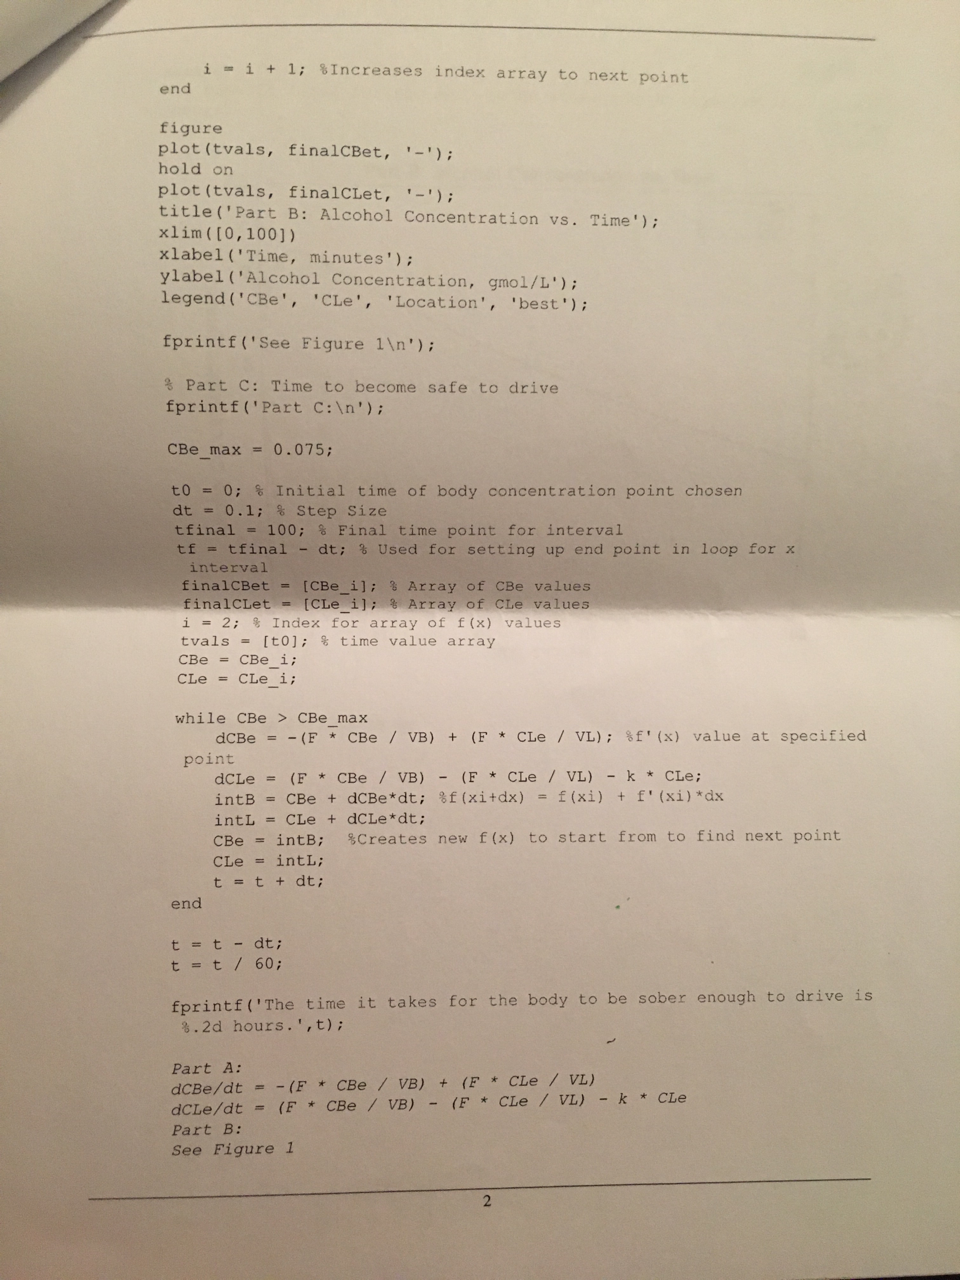 i = i + 1; %Increases index array to next point
end
figure
plot(tvals, finalCBet, '-');
hold on
plot(tvals, finalCLet, '-');
title('Part B: Alcohol Concentration vs. Time');
xlim([0,100])
xlabel('Time, minutes');
ylabel('Alcohol Concentration, gmol/L');
legend('CBe', 'CLe', 'Location', 'best');
fprintf('See Figure 1\n');
% Part C: Time to become safe to drive
fprintf('Part C:\n');
CBe_max = 0.075;
t0 = 0; % Initial time of body concentration point chosen
dt = 0.1; % Step Size
tfinal = 100; % Final time point for interval
tf = tfinal - dt; % Used for setting up end point in loop for x
interval
finalCBet = [CBe_i]; % Array of CBe values
finalCLet = [CLe_i]; % Array of CLe values
i = 2; % Index for array of f(x) values
tvals = [t0]; % time value array
CBe = CBe_i;
CLe = CLe_i;
while CBe > CBe_max
dCBe = -(F * CBe / VB) + (F * CLe / VL); %f'(x) value at specified
point
dCLe = (F * CBe / VB) - (F * CLe / VL) - k * CLe;
intB = CBe + dCBe*dt; %f(xi+dx) = f(xi) + f'(xi)*dx
intL = CLe + dCLe*dt;
CBe = intB; %Creates new f(x) to start from to find next point
CLe = intL;
t = t + dt;
end
t = t - dt;
t = t / 60;
fprintf('The time it takes for the body to be sober enough to drive is
%.2d hours.',t);
Part A:
dCBe/dt = -(F * CBe / VB) + (F * CLe / VL)
dCLe/dt = (F * CBe / VB) - (F * CLe / VL) - k * CLe
Part B:
See Figure 1
2